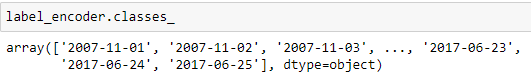 label_encoder.classes_
array(['2007-11-01', '2007-11-02', '2007-11-03', ..., '2017-06-23',
'2017-06-24', '2017-06-25'], dtype=object)